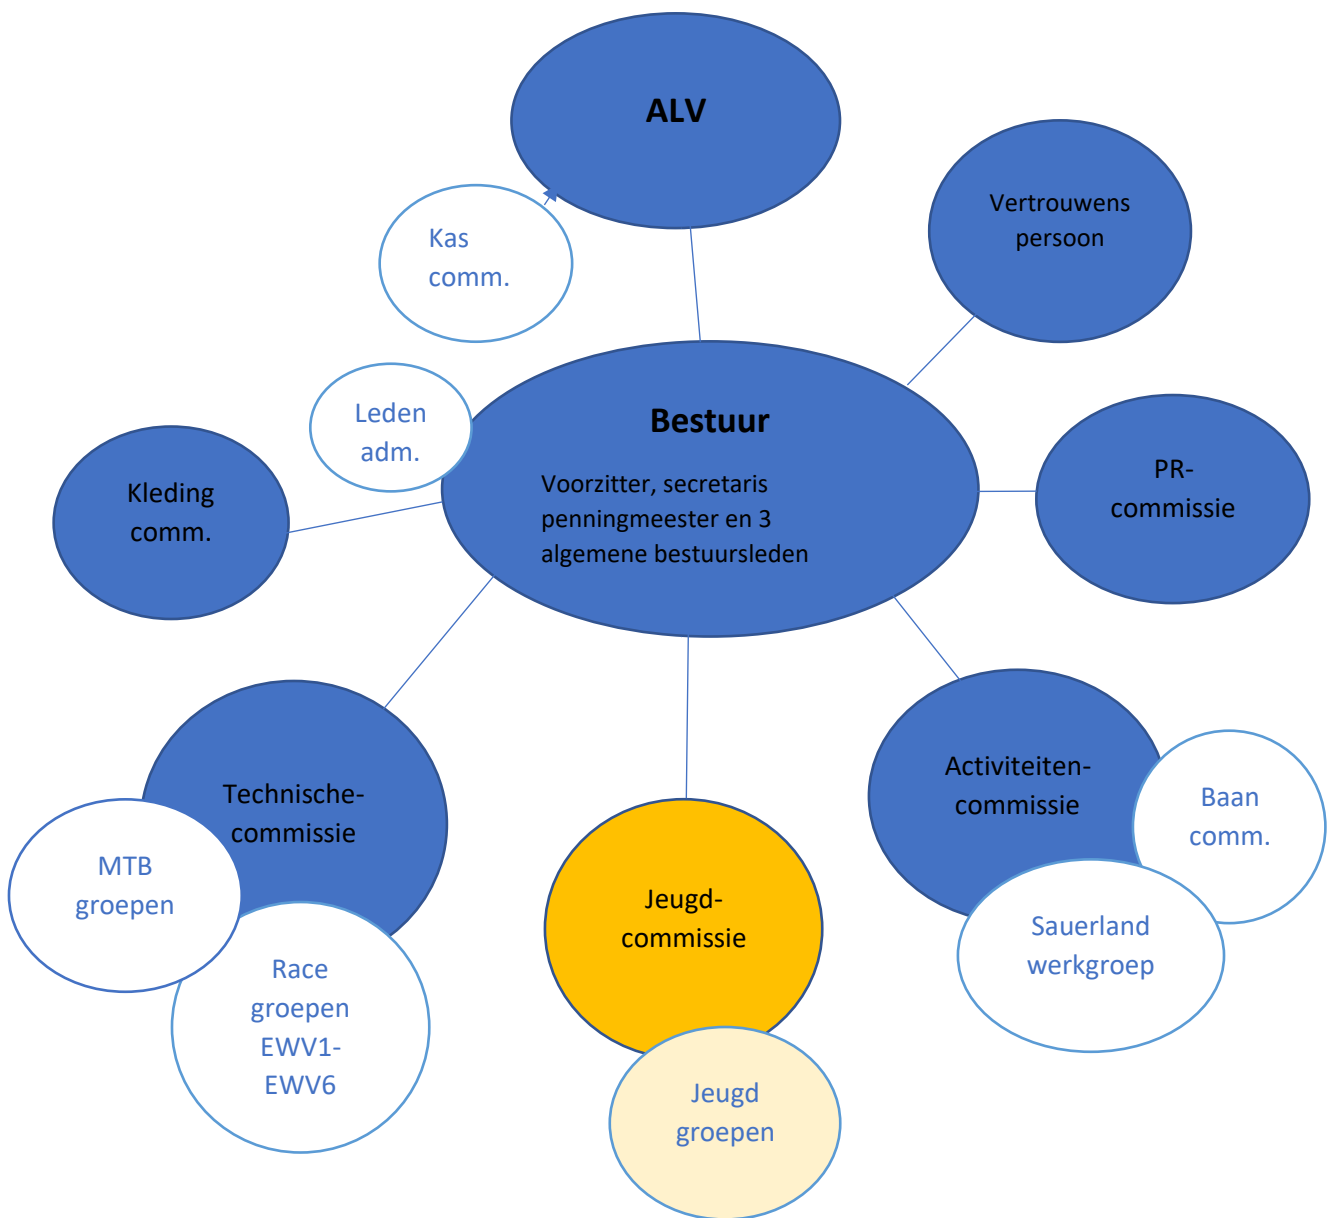 ALV
Vertrouwens
persoon
Kas
comm.
Leden
adm.
Bestuur
Voorzitter, secretaris
penningmeester en 3
algemene bestuursleden
Kleding
comm.
PR-
commissie
Technische-
commissie
MTB
groepen
Race
groepen
EWV1-
EWV6
Jeugd-
commissie
Jeugd
groepen
Activiteiten-
commissie
Baan
comm.
Sauerland
werkgroep